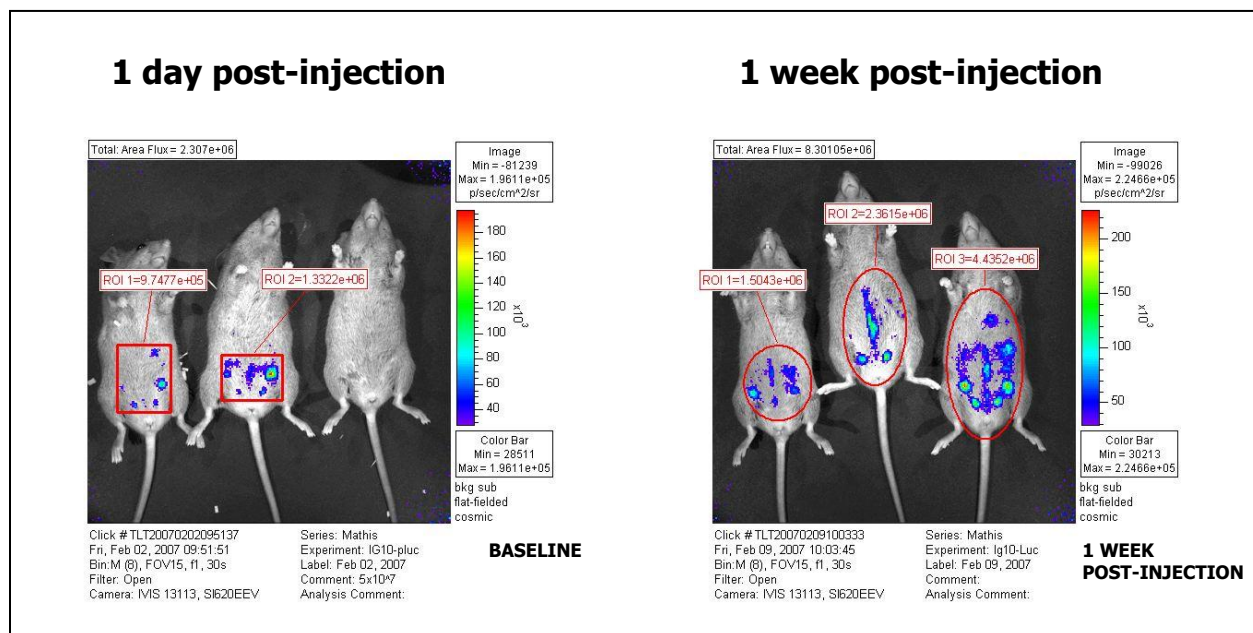 1 day post-injection
Total: Area Flux = 2.307e+06
Image
Min = -81239
Max = 1.9611e+05
p/sec/cm^2/sr
ROI 1=9.7477e+05
ROI 2=1.3322e+06
180
160
140
120
100
80
60
40
x10^3
Color Bar
Min = 28511
Max = 1.9611e+05
bkg sub
flat-fielded
cosmic
Click # TLT20070202095137
Fri, Feb 02, 2007 09:51:51
Bin:M (8), FOV15, f1, 30s
Filter: Open
Camera: IVIS 13113, SI620EEV
Series: Mathis
Experiment: IG10-pluc
Label: Feb 02, 2007
Comment: 5x10^7
Analysis Comment:
BASELINE
1 week post-injection
Total: Area Flux = 8.30105e+06
Image
Min = -99026
Max = 2.2466e+05
p/sec/cm^2/sr
ROI 2=2.3615e+06
ROI 3=4.4352e+06
ROI 1=1.5043e+06
200
150
100
50
x10^3
Color Bar
Min = 30213
Max = 2.2466e+05
bkg sub
flat-fielded
cosmic
Click # TLT20070209100333
Fri, Feb 09, 2007 10:03:45
Bin:M (8), FOV15, f1, 30s
Filter: Open
Camera: IVIS 13113, SI620EEV
Series: Mathis
Experiment: Ig10-Luc
Label: Feb 09, 2007
Comment:
Analysis Comment:
1 WEEK
POST-INJECTION